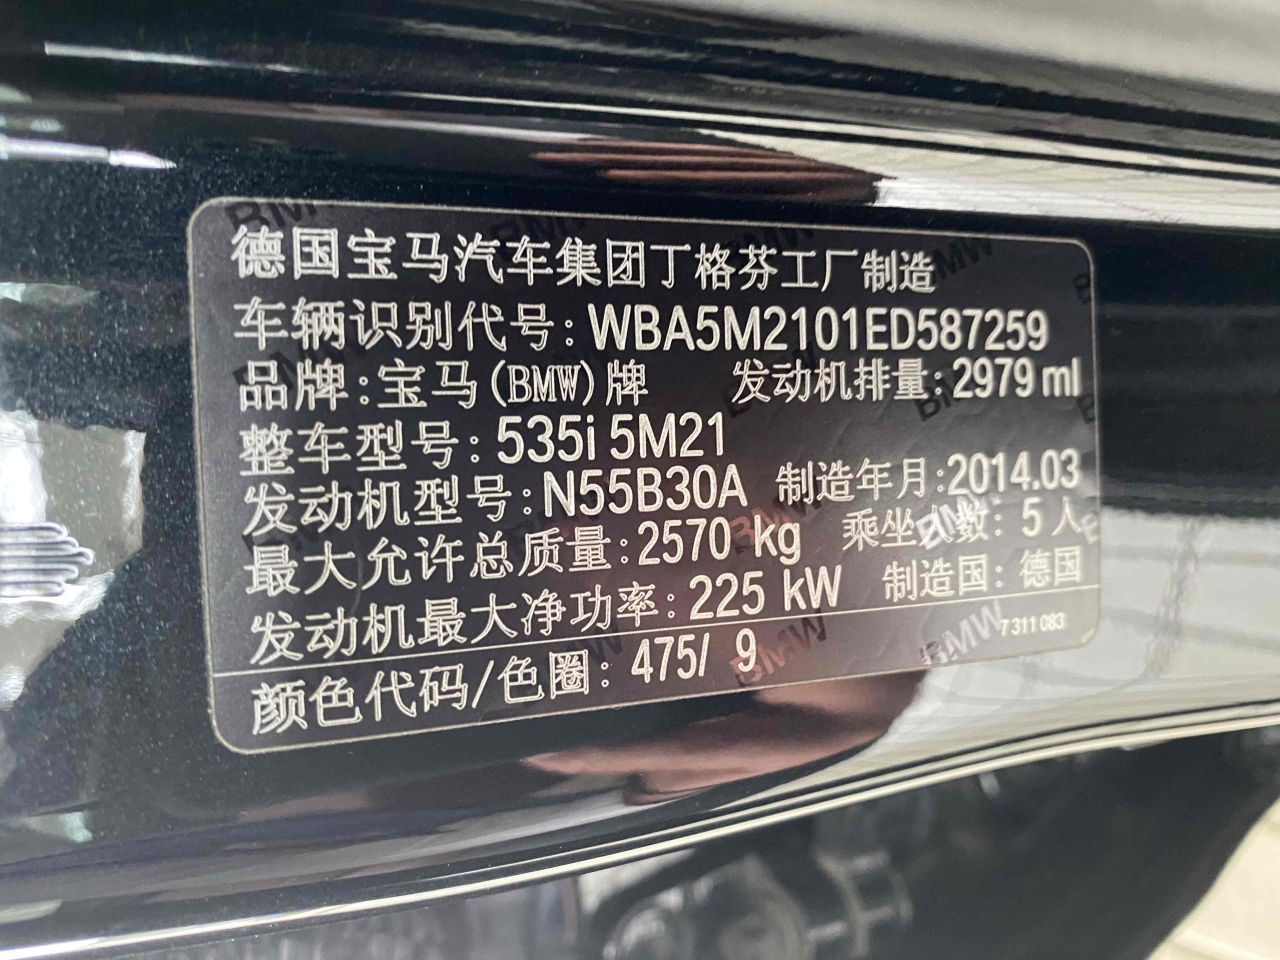 德国宝马汽车集团丁格芬工厂制造
车辆识别代号:WBA5M2101ED587259
品牌:宝马(BMW)牌 发动机排量:2979 ml
整车型号:535i 5M21
发动机型号:N55B30A 制造年月:2014.03
最大允许总质量:2570 kg 乘坐人数:5人
发动机最大净功率:225 kW 制造国:德国
7311083
颜色代码/色圈:475/ 9